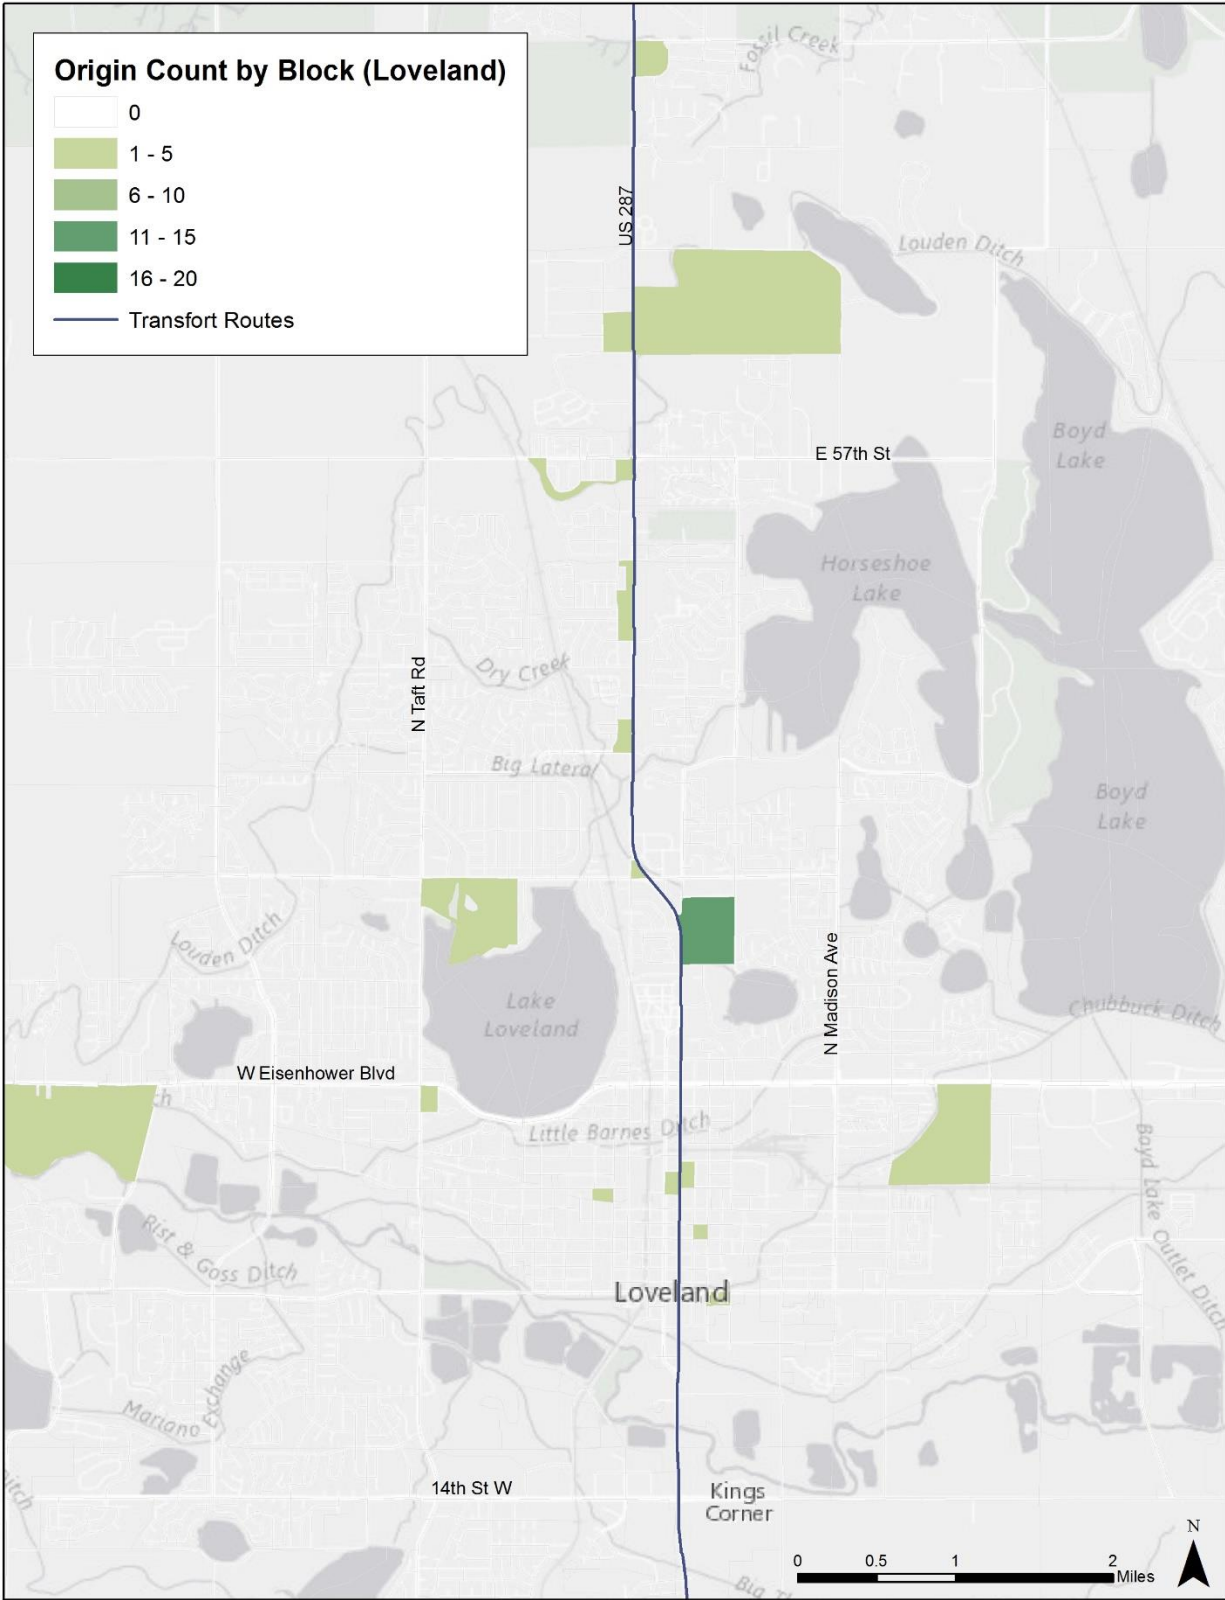 Origin Count by Block (Loveland)
0
1 - 5
6 - 10
11 - 15
16 - 20
Transfort Routes
Fossil Creek
US 287
Louden Ditch
Boyd
Lake
E 57th St
Horseshoe
Lake
N Taft Rd
Dry Creek
Big Lateral
Boyd
Lake
Louden Ditch
Lake
Loveland
N Madison Ave
Chubbuck Ditch
W Eisenhower Blvd
ch
Little Barnes Ditch
Boyd Lake Outlet Ditch
Rist & Goss Ditch
Loveland
Mariano Exchange
14th St W
Kings
Corner
N
0 0.5 1 2
Miles